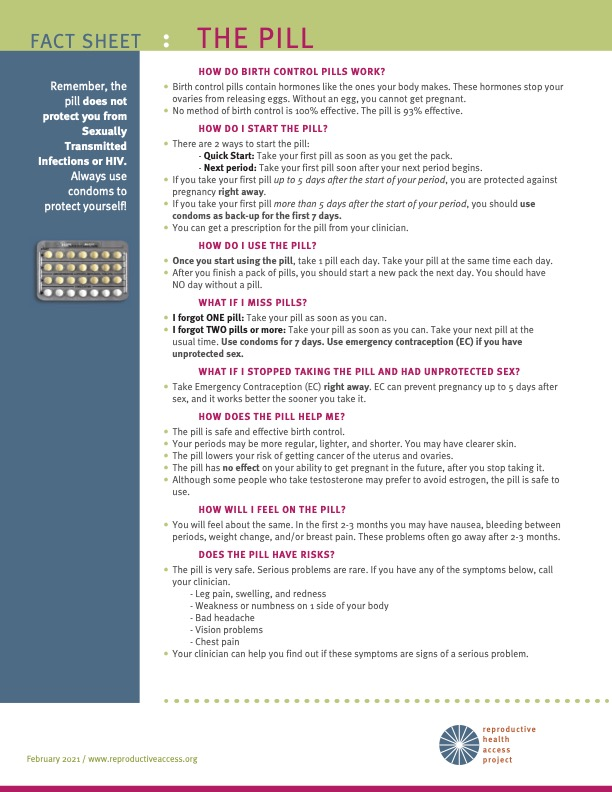 FACT SHEET : THE PILL
Remember, the
pill does not
protect you from
Sexually
Transmitted
Infections or HIV.
Always use
condoms to
protect yourself!
HOW DO BIRTH CONTROL PILLS WORK?
• Birth control pills contain hormones like the ones your body makes. These hormones stop your
ovaries from releasing eggs. Without an egg, you cannot get pregnant.
• No method of birth control is 100% effective. The pill is 93% effective.
HOW DO I START THE PILL?
• There are 2 ways to start the pill:
- Quick Start: Take your first pill as soon as you get the pack.
- Next period: Take your first pill soon after your next period begins.
• If you take your first pill up to 5 days after the start of your period, you are protected against
pregnancy right away.
• If you take your first pill more than 5 days after the start of your period, you should use
condoms as back-up for the first 7 days.
• You can get a prescription for the pill from your clinician.
HOW DO I USE THE PILL?
• Once you start using the pill, take 1 pill each day. Take your pill at the same time each day.
• After you finish a pack of pills, you should start a new pack the next day. You should have
NO day without a pill.
WHAT IF I MISS PILLS?
• I forgot ONE pill: Take your pill as soon as you can.
• I forgot TWO pills or more: Take your pill as soon as you can. Take your next pill at the
usual time. Use condoms for 7 days. Use emergency contraception (EC) if you have
unprotected sex.
WHAT IF I STOPPED TAKING THE PILL AND HAD UNPROTECTED SEX?
• Take Emergency Contraception (EC) right away. EC can prevent pregnancy up to 5 days after
sex, and it works better the sooner you take it.
HOW DOES THE PILL HELP ME?
• The pill is safe and effective birth control.
• Your periods may be more regular, lighter, and shorter. You may have clearer skin.
• The pill lowers your risk of getting cancer of the uterus and ovaries.
• The pill has no effect on your ability to get pregnant in the future, after you stop taking it.
• Although some people who take testosterone may prefer to avoid estrogen, the pill is safe to
use.
HOW WILL I FEEL ON THE PILL?
• You will feel about the same. In the first 2-3 months you may have nausea, bleeding between
periods, weight change, and/or breast pain. These problems often go away after 2-3 months.
DOES THE PILL HAVE RISKS?
• The pill is very safe. Serious problems are rare. If you have any of the symptoms below, call
your clinician.
- Leg pain, swelling, and redness
- Weakness or numbness on 1 side of your body
- Bad headache
- Vision problems
- Chest pain
• Your clinician can help you find out if these symptoms are signs of a serious problem.
reproductive
health
access
project
February 2021 / www.reproductiveaccess.org